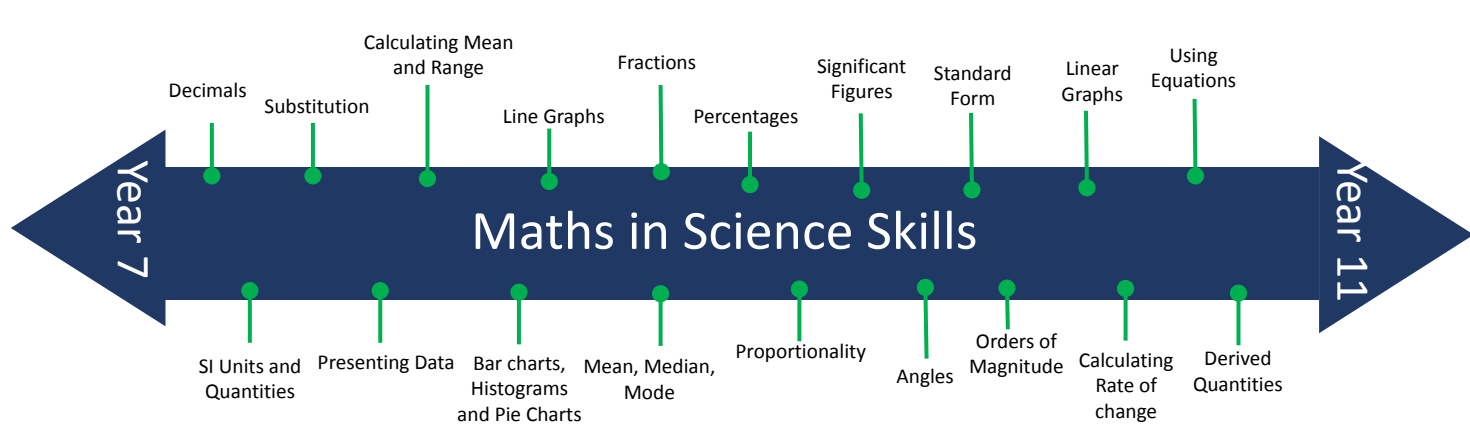 Calculating Mean
and Range
Decimals
Substitution
Line Graphs
Fractions
Percentages
Significant
Figures
Standard
Form
Linear
Graphs
Using
Equations
Year 7
Maths in Science Skills
Year 11
SI Units and
Quantities
Presenting Data
Bar charts,
Histograms
and Pie Charts
Mean, Median,
Mode
Proportionality
Angles
Orders of
Magnitude
Calculating
Rate of
change
Derived
Quantities